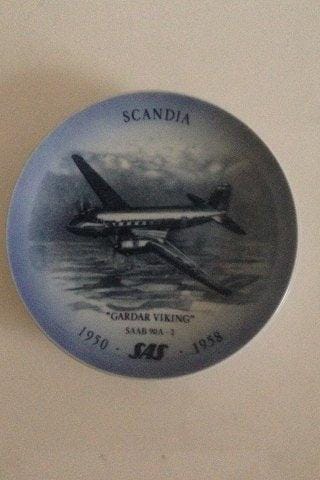 SCANDIA
"GARDAR VIKING"
SAAB 90A-2
1950 · SAS · 1958